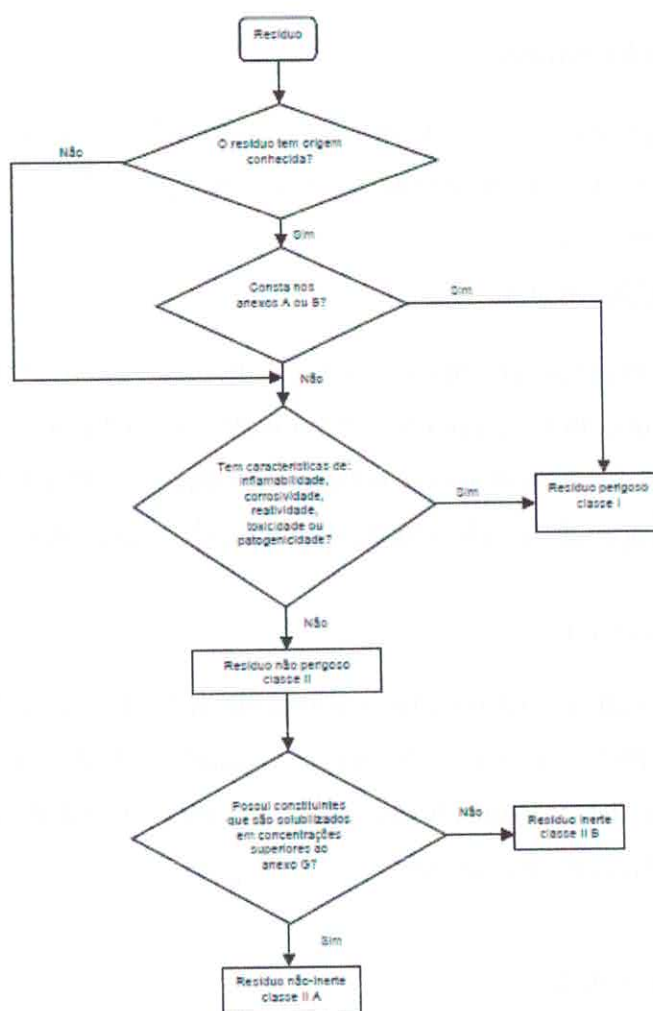 Resíduo
O resíduo tem origem
conhecida?
Não
Sim
Consta nos
anexos A ou B?
Sim
Não
Tem características de:
inflamabilidade,
corrosividade,
reatividade,
toxicidade ou
patogenicidade?
Sim
Resíduo perigoso
classe I
Não
Resíduo não perigoso
classe II
Possui constituintes
que são solubilizados
em concentrações
superiores ao
anexo G?
Não
Resíduo inerte
classe II B
Sim
Resíduo não-inerte
classe II A